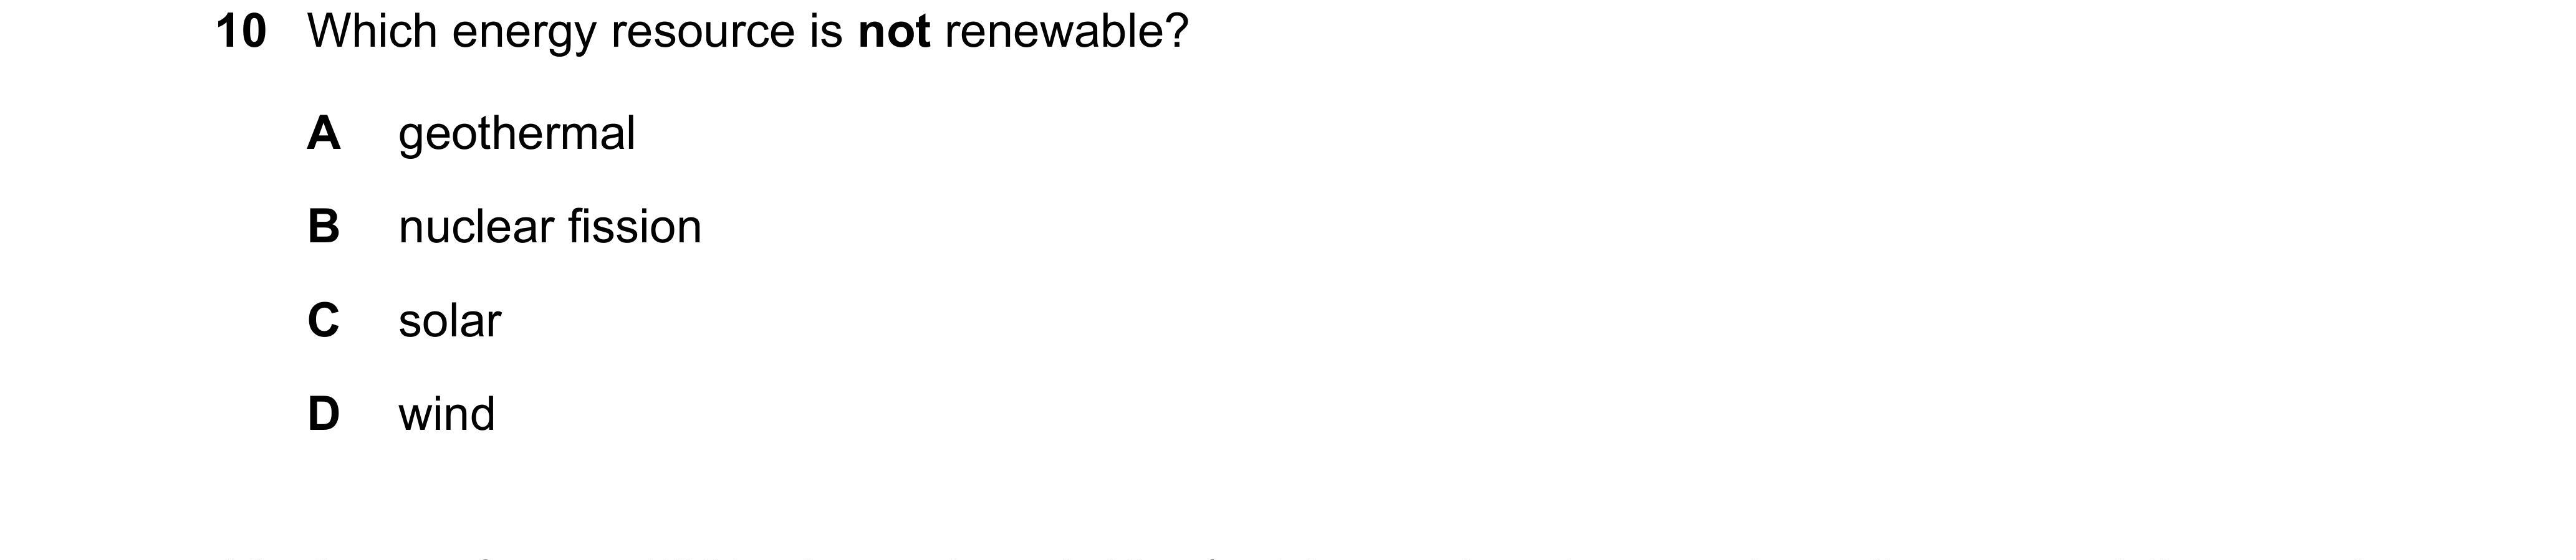 10 Which energy resource is not renewable?
A geothermal
B nuclear fission
C solar
D wind